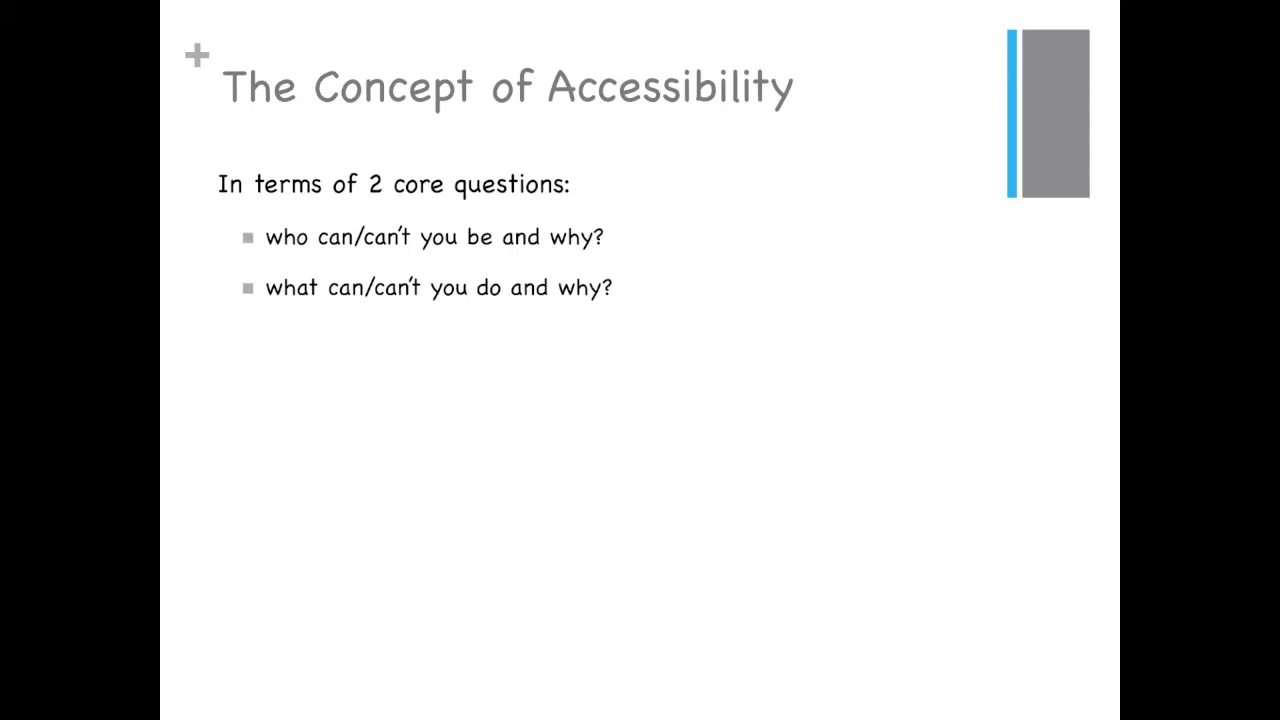 The Concept of Accessibility
In terms of 2 core questions:
who can/can't you be and why?
what can/can't you do and why?